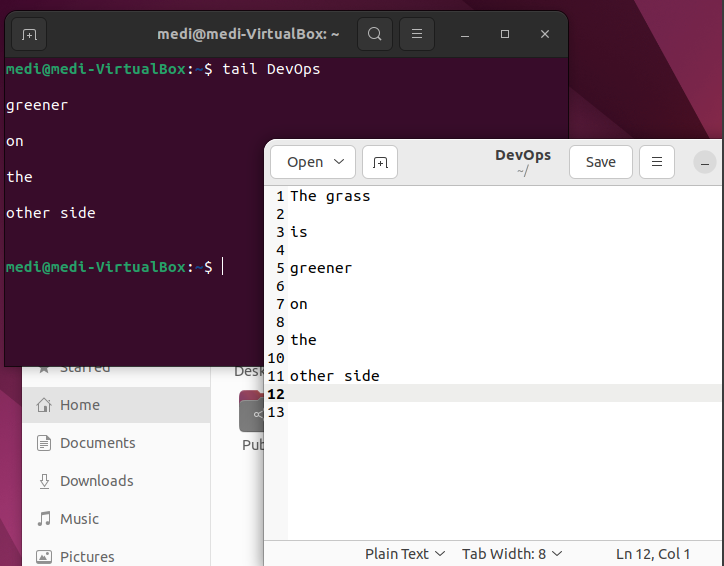 medi@medi-VirtualBox: ~
medi@medi-VirtualBox:~$ tail DevOps
greener
on
the
other side
medi@medi-VirtualBox:~$
Open
DevOps
~/
Save
1 The grass
2
3 is
4
5 greener
6
7 on
8
9 the
10
11 other side
12
13
Plain Text
Tab Width: 8
Ln 12, Col 1
Starred
Home
Documents
Downloads
Music
Pictures
Desk
Pub